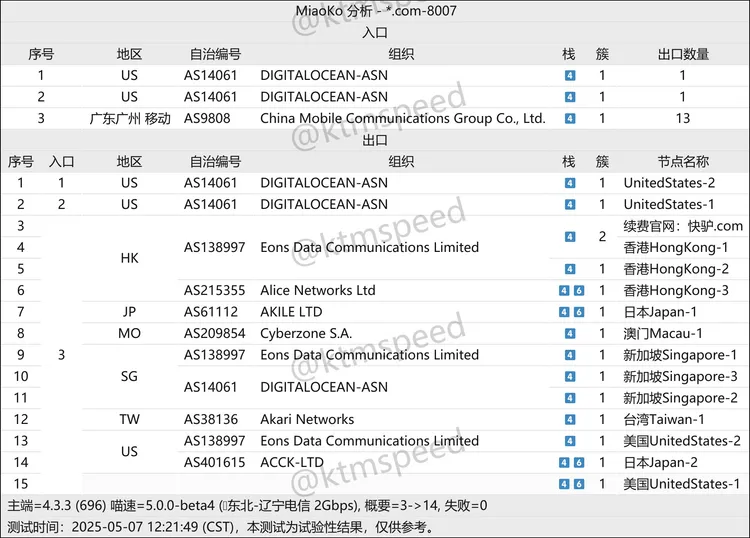 MiaoKo 分析 - *.com-8007
入口
序号 地区 自治编号 组织 栈 簇 出口数量
1 US AS14061 DIGITALOCEAN-ASN 4 1 1
2 US AS14061 DIGITALOCEAN-ASN 4 1 1
3 广东广州 移动 AS9808 China Mobile Communications Group Co., Ltd. 4 1 13
出口
序号 入口 地区 自治编号 组织 栈 簇 节点名称
1 1 US AS14061 DIGITALOCEAN-ASN 4 1 UnitedStates-2
2 2 US AS14061 DIGITALOCEAN-ASN 4 1 UnitedStates-1
3 续费官网：快驴.com
4 HK AS138997 Eons Data Communications Limited 4 2 香港HongKong-1
5 4 1 香港HongKong-2
6 AS215355 Alice Networks Ltd 4 6 1 香港HongKong-3
7 JP AS61112 AKILE LTD 4 6 1 日本Japan-1
8 MO AS209854 Cyberzone S.A. 4 1 澳门Macau-1
9 3 AS138997 Eons Data Communications Limited 4 1 新加坡Singapore-1
10 SG AS14061 DIGITALOCEAN-ASN 4 1 新加坡Singapore-3
11 4 1 新加坡Singapore-2
12 TW AS38136 Akari Networks 4 1 台湾Taiwan-1
13 US AS138997 Eons Data Communications Limited 4 1 美国UnitedStates-2
14 AS401615 ACCK-LTD 4 6 1 日本Japan-2
15 4 6 1 美国UnitedStates-1
主端=4.3.3 (696) 喵速=5.0.0-beta4 (▯东北-辽宁电信 2Gbps), 概要=3->14, 失败=0
测试时间：2025-05-07 12:21:49 (CST)，本测试为试验性结果，仅供参考。
@ktmspeed
@ktmspeed
@ktmspeed
@ktmspeed